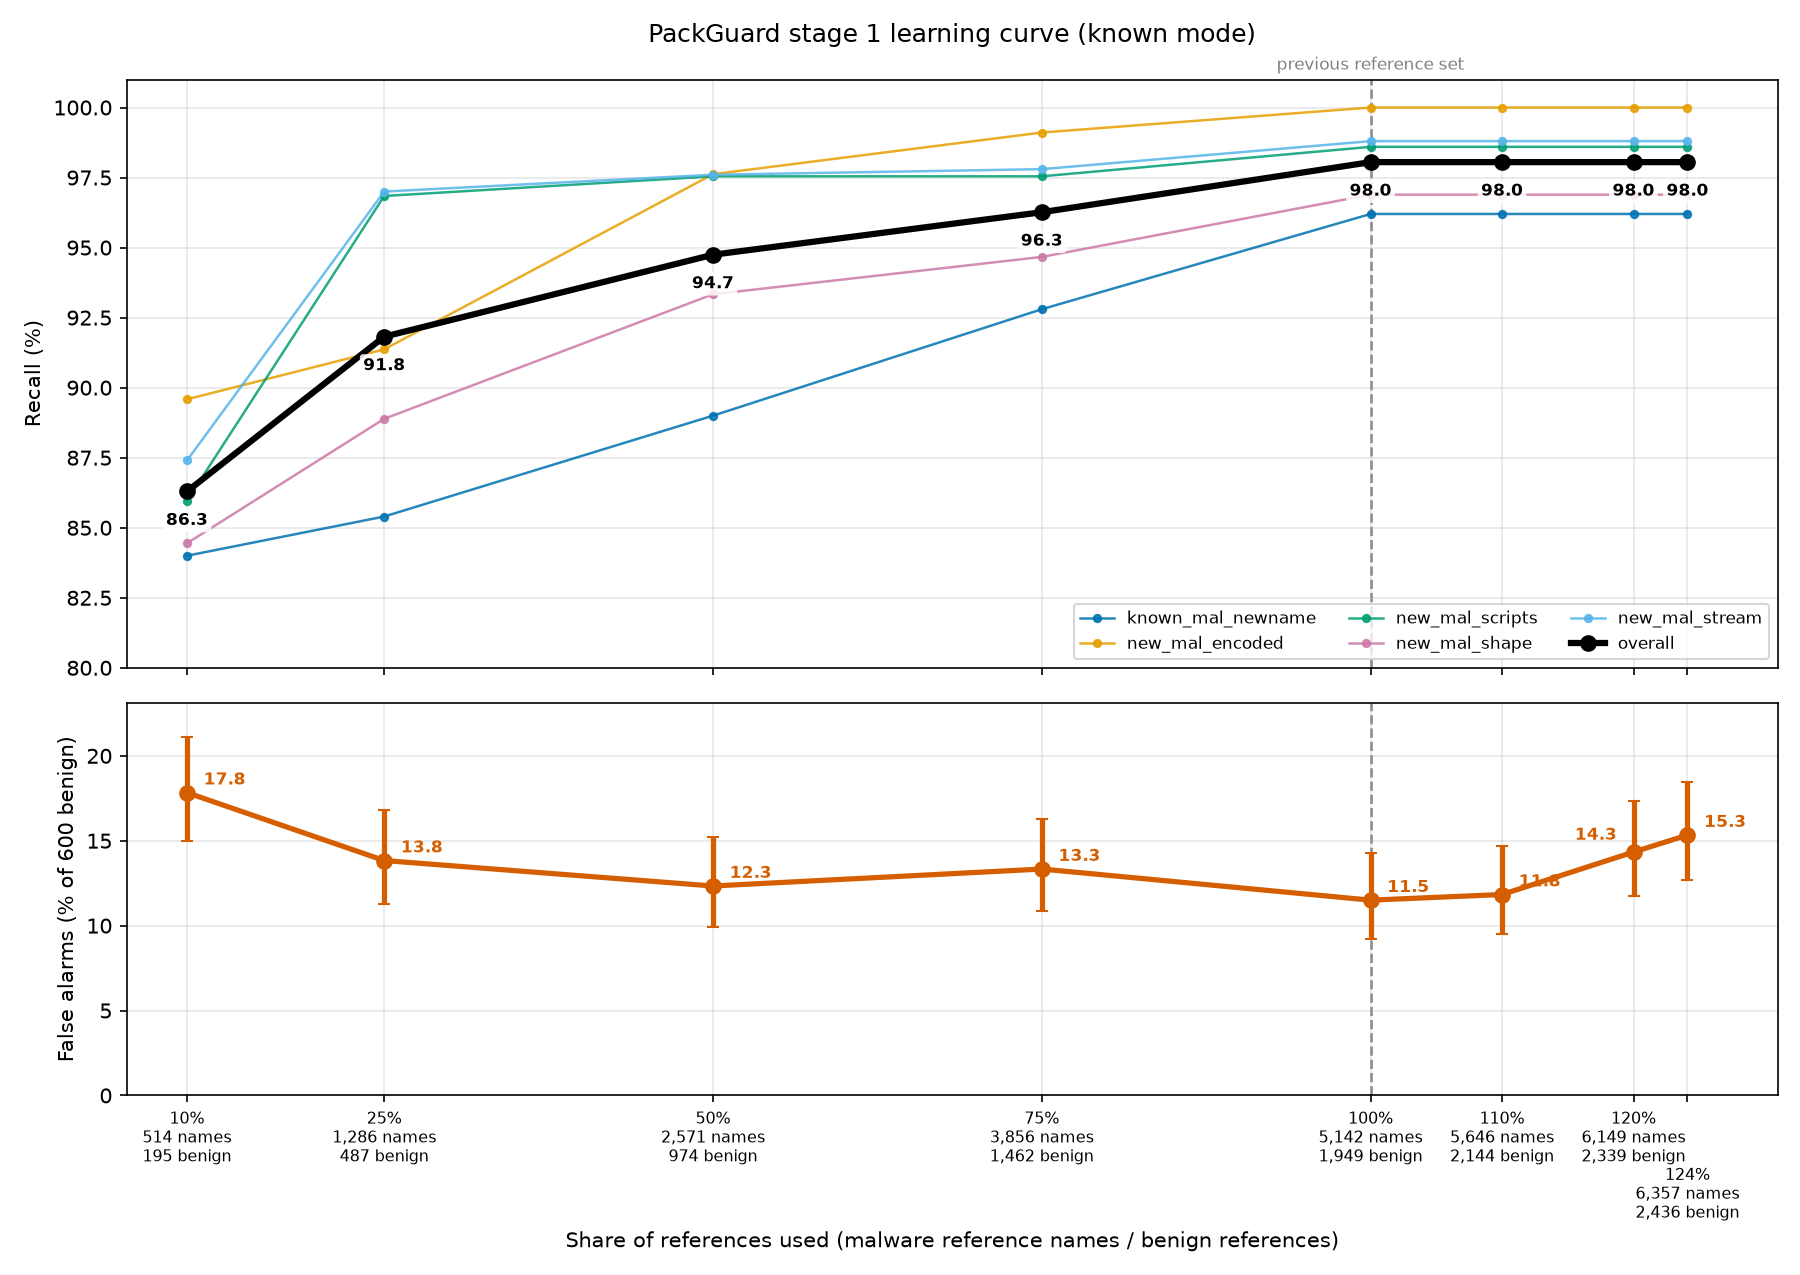 PackGuard stage 1 learning curve (known mode)
previous reference set
100.0
97.5
95.0
92.5
90.0
87.5
85.0
82.5
80.0
Recall (%)
86.3
91.8
94.7
96.3
98.0
98.0
98.0
98.0
known_mal_newname
new_mal_encoded
new_mal_scripts
new_mal_shape
new_mal_stream
overall
20
15
10
5
0
False alarms (% of 600 benign)
17.8
13.8
12.3
13.3
11.5
11.8
14.3
15.3
10%
514 names
195 benign
25%
1,286 names
487 benign
50%
2,571 names
974 benign
75%
3,856 names
1,462 benign
100%
5,142 names
1,949 benign
110%
5,646 names
2,144 benign
120%
6,149 names
2,339 benign
124%
6,357 names
2,436 benign
Share of references used (malware reference names / benign references)